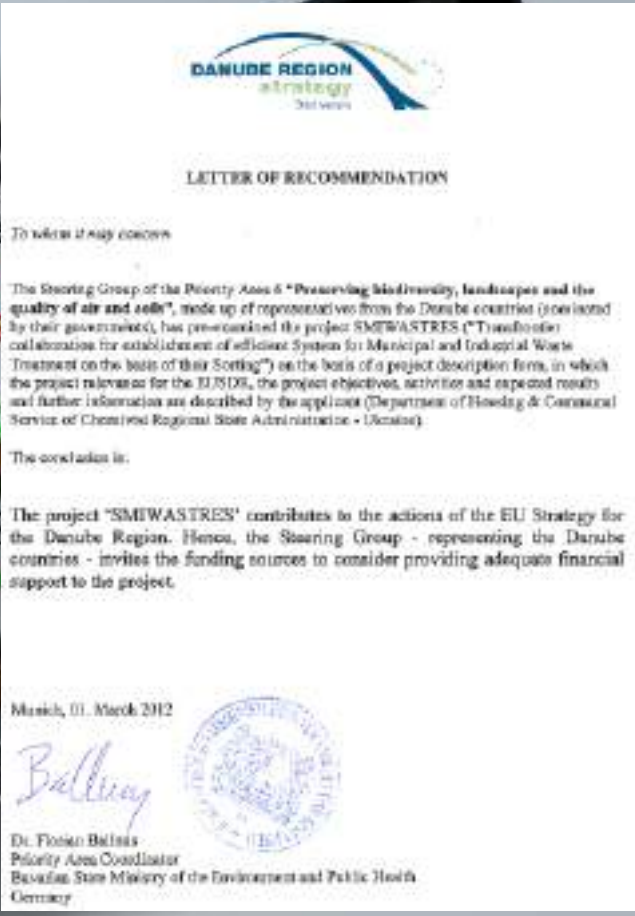 DANUBE REGION
strategy
LETTER OF RECOMMENDATION
To whom it may concern
The Steering Group of the Priority Area 6 "Preserving biodiversity, landscapes and the
quality of air and soils", made up of representatives from the Danube countries (nominated
by their governments), has pre-examined the project SMIWASTRES ("Transfrontier
collaboration for establishment of efficient System for Municipal and Industrial Waste
Treatment on the basis of their Sorting") on the basis of a project description form, in which
the project relevance for the EUSDR, the project objectives, activities and expected results
and further information are described by the applicant (Department of Housing & Communal
Service of Chernivtsi Regional State Administration - Ukraine).
The conclusion is:
The project "SMIWASTRES" contributes to the actions of the EU Strategy for
the Danube Region. Hence, the Steering Group - representing the Danube
countries - invites the funding sources to consider providing adequate financial
support to the project.
Munich, 01. March 2012
Dr. Florian Ballnus
Priority Area Coordinator
Bavarian State Ministry of the Environment and Public Health
Germany